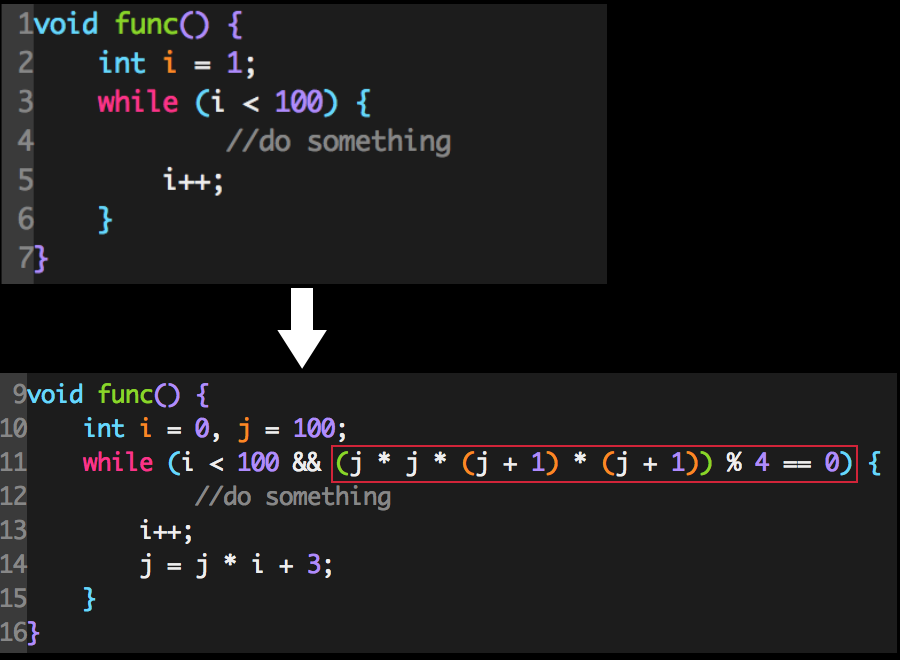 1void func() {
2    int i = 1;
3    while (i < 100) {
4            //do something
5        i++;
6    }
7}
9void func() {
10    int i = 0, j = 100;
11    while (i < 100 && (j * j * (j + 1) * (j + 1)) % 4 == 0) {
12            //do something
13        i++;
14        j = j * i + 3;
15    }
16}